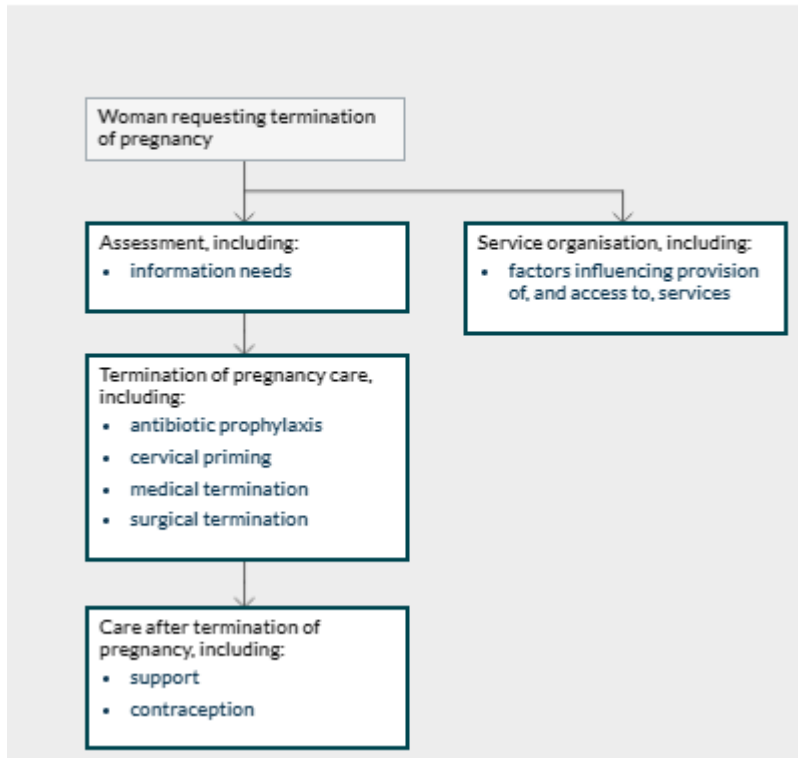 Woman requesting termination
of pregnancy
Assessment, including:
• information needs
Service organisation, including:
• factors influencing provision
of, and access to, services
Termination of pregnancy care,
including:
• antibiotic prophylaxis
• cervical priming
• medical termination
• surgical termination
Care after termination of
pregnancy, including:
• support
• contraception